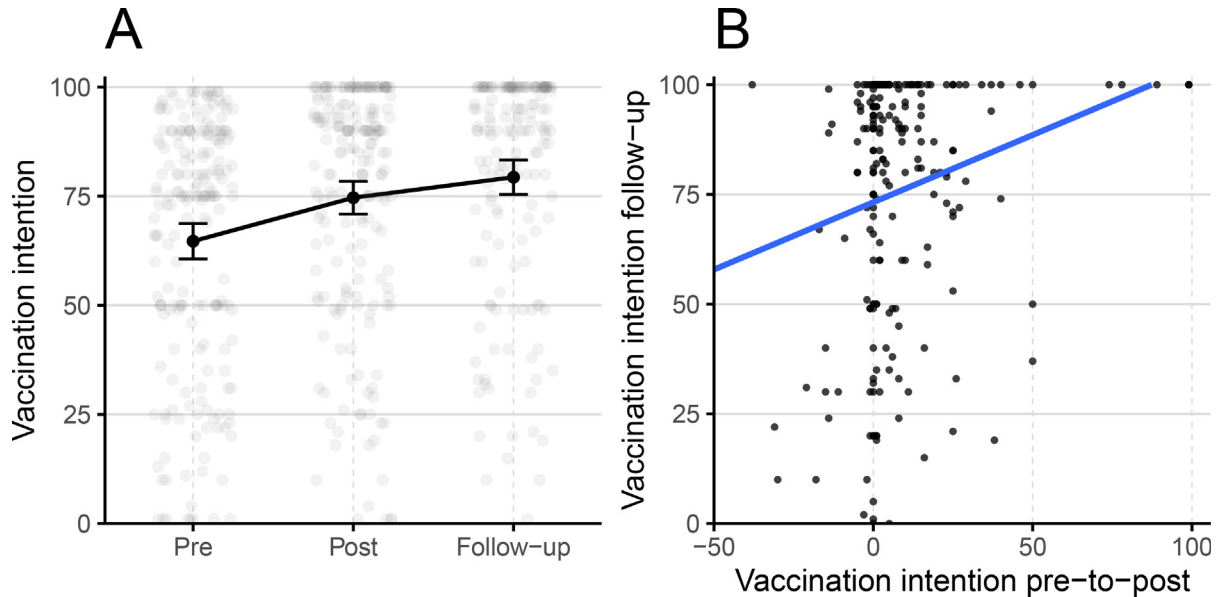 A
Vaccination intention
100
75
50
25
0
Pre
Post
Follow-up
B
Vaccination intention follow-up
100
75
50
25
0
-50
0
50
100
Vaccination intention pre-to-post